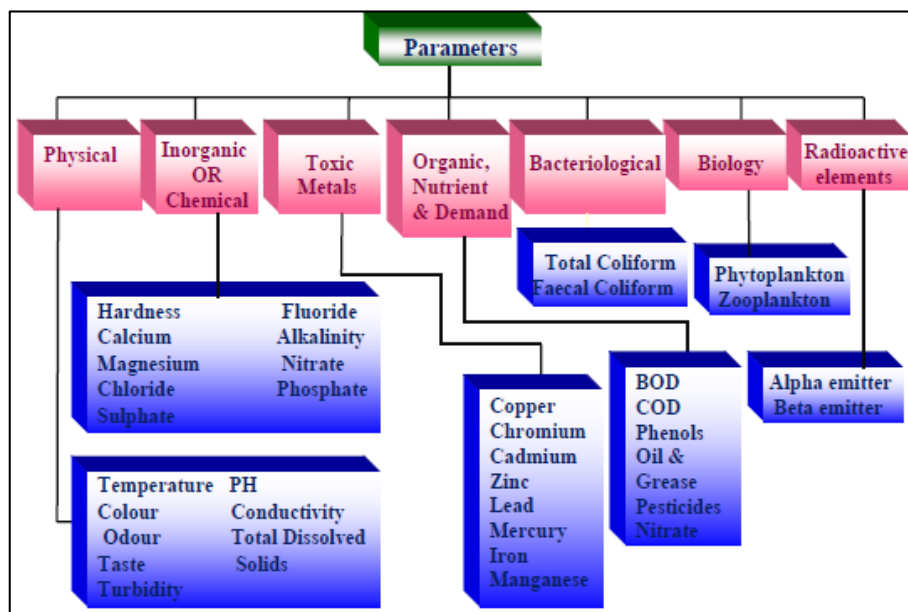 Parameters
Physical
Inorganic
OR
Chemical
Toxic
Metals
Organic,
Nutrient
& Demand
Bacteriological
Biology
Radioactive
elements
Total Coliform
Faecal Coliform
Phytoplankton
Zooplankton
Hardness
Calcium
Magnesium
Chloride
Sulphate
Fluoride
Alkalinity
Nitrate
Phosphate
Copper
Chromium
Cadmium
Zinc
Lead
Mercury
Iron
Manganese
BOD
COD
Phenols
Oil &
Grease
Pesticides
Nitrate
Alpha emitter
Beta emitter
Temperature
Colour
Odour
Taste
Turbidity
PH
Conductivity
Total Dissolved
Solids